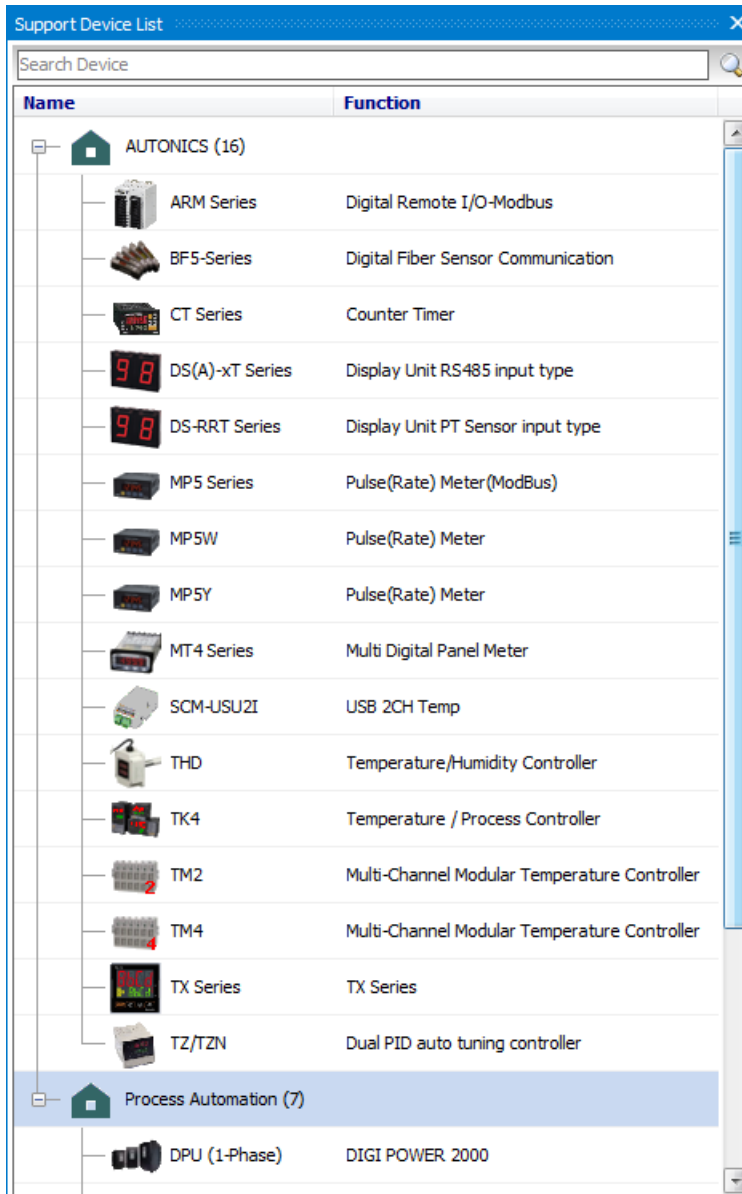 Support Device List
Search Device
Name Function
AUTONICS (16)
ARM Series Digital Remote I/O-Modbus
BF5-Series Digital Fiber Sensor Communication
CT Series Counter Timer
DS(A)-xT Series Display Unit RS485 input type
DS-RRT Series Display Unit PT Sensor input type
MP5 Series Pulse(Rate) Meter(ModBus)
MP5W Pulse(Rate) Meter
MP5Y Pulse(Rate) Meter
MT4 Series Multi Digital Panel Meter
SCM-USU2I USB 2CH Temp
THD Temperature/Humidity Controller
TK4 Temperature / Process Controller
2 TM2 Multi-Channel Modular Temperature Controller
4 TM4 Multi-Channel Modular Temperature Controller
TX Series TX Series
TZ/TZN Dual PID auto tuning controller
Process Automation (7)
DPU (1-Phase) DIGI POWER 2000